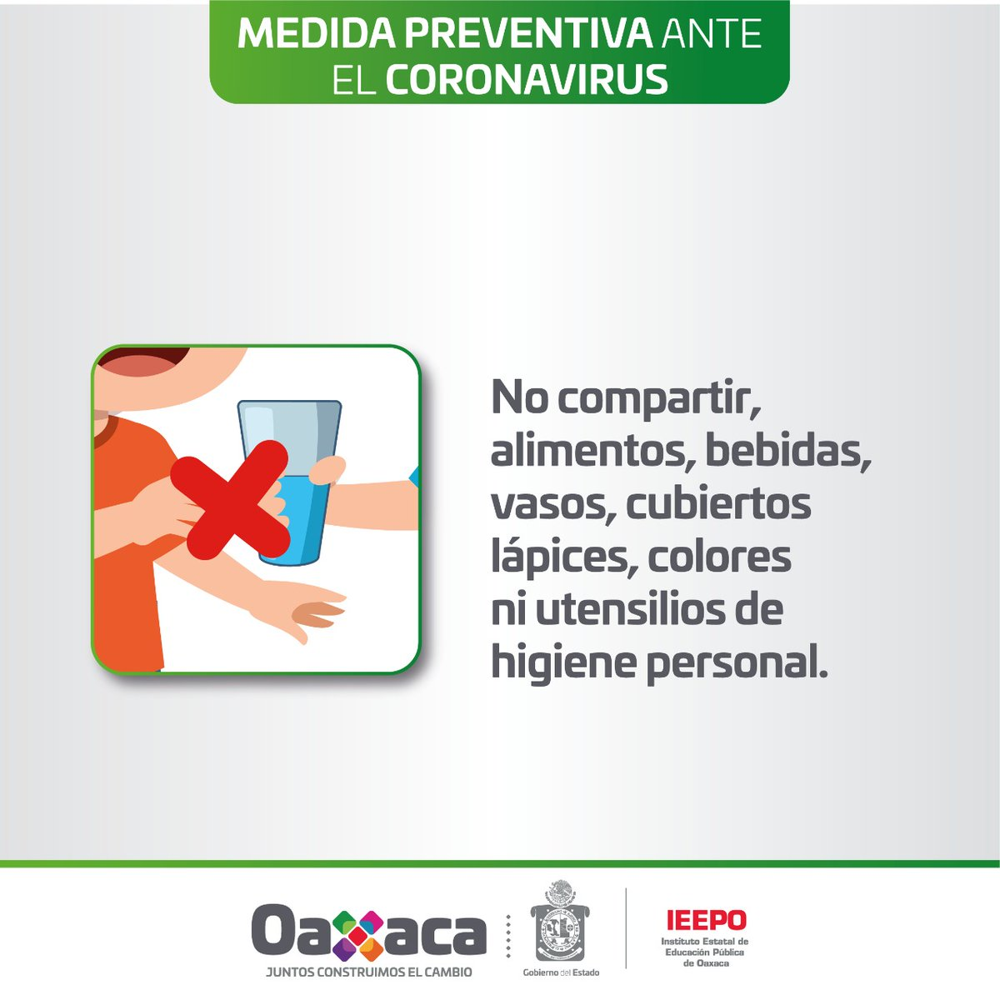 MEDIDA PREVENTIVA ANTE
EL CORONAVIRUS
No compartir,
alimentos, bebidas,
vasos, cubiertos
lápices, colores
ni utensilios de
higiene personal.
Oaxaca
JUNTOS CONSTRUIMOS EL CAMBIO
Gobierno del Estado
IEEPO
Instituto Estatal de
Educación Pública
de Oaxaca